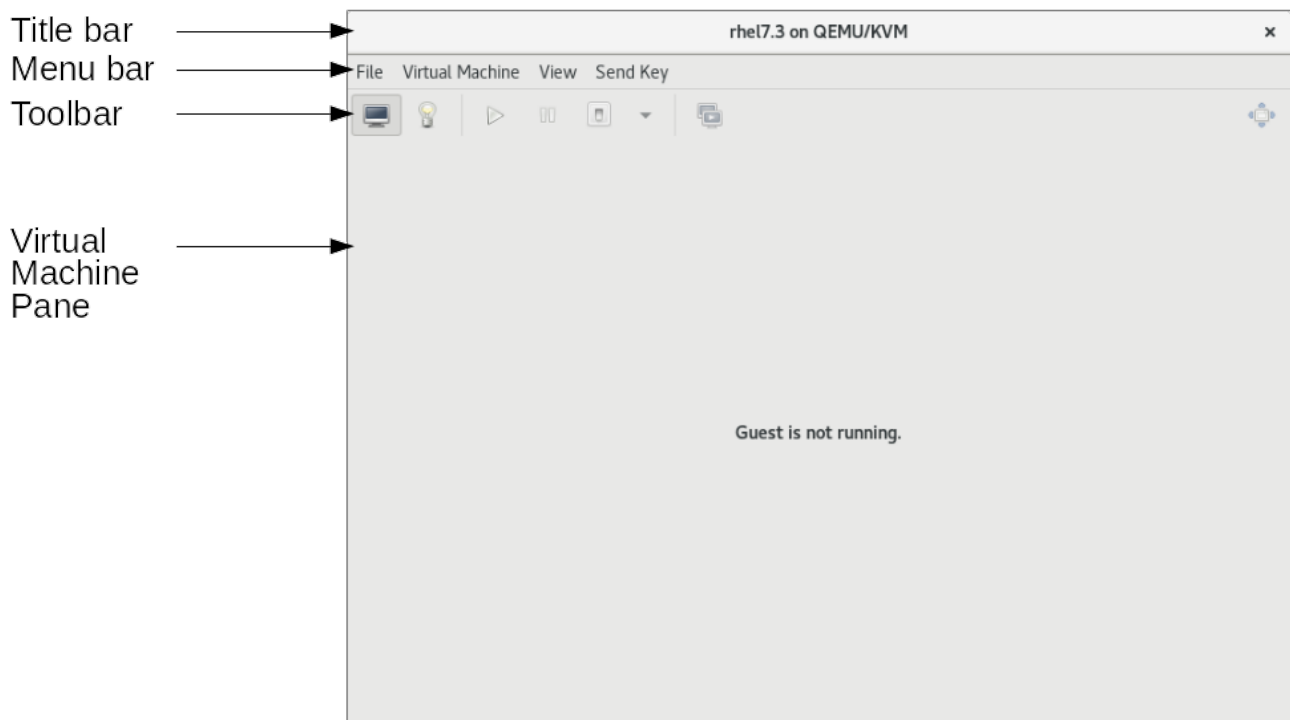 Title bar
rhel7.3 on QEMU/KVM
Menu bar
File Virtual Machine View Send Key
Toolbar
Virtual
Machine
Pane
Guest is not running.